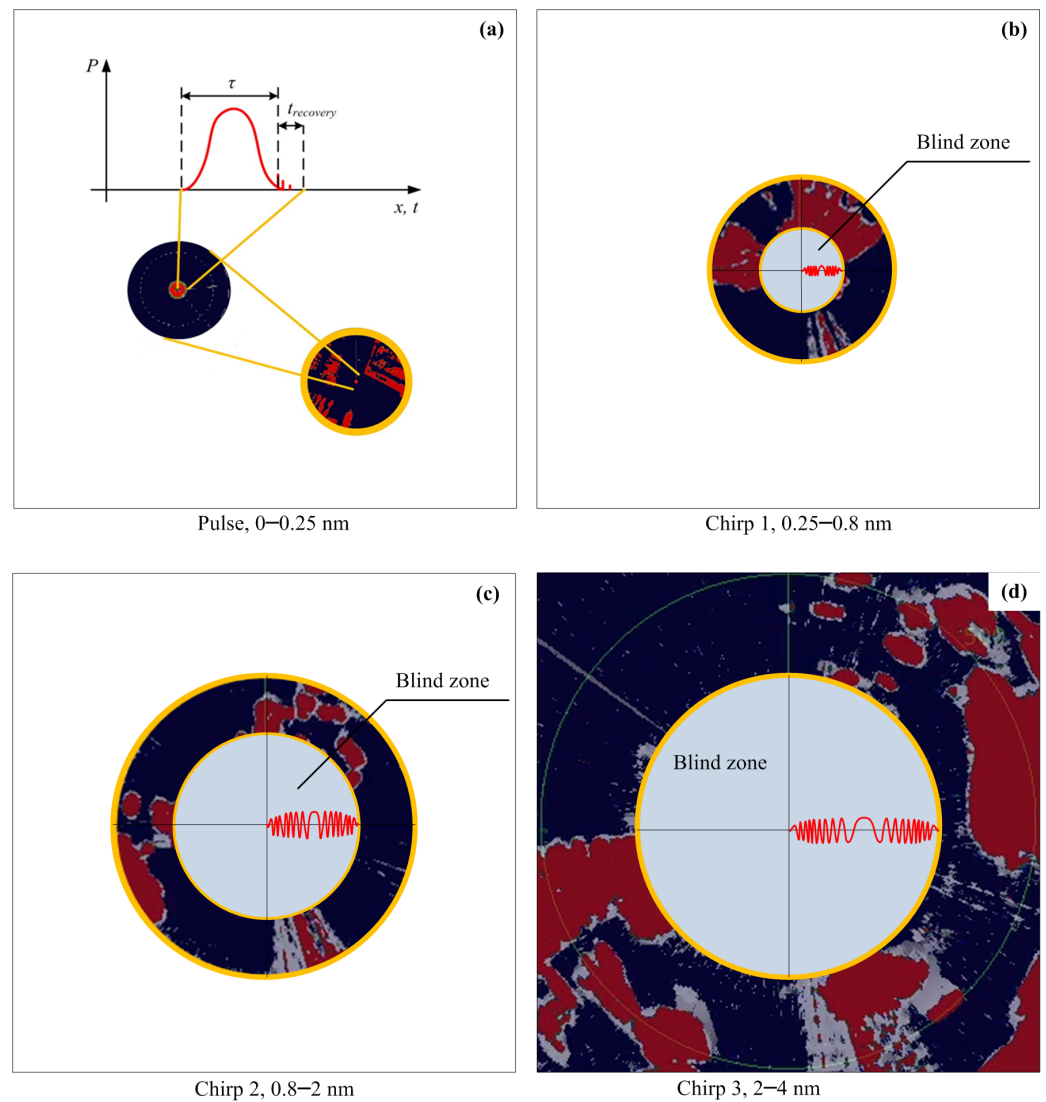 (a)
P
τ
t_recovery
x, t
Pulse, 0–0.25 nm
(b)
Blind zone
Chirp 1, 0.25–0.8 nm
(c)
Blind zone
Chirp 2, 0.8–2 nm
(d)
Blind zone
Chirp 3, 2–4 nm